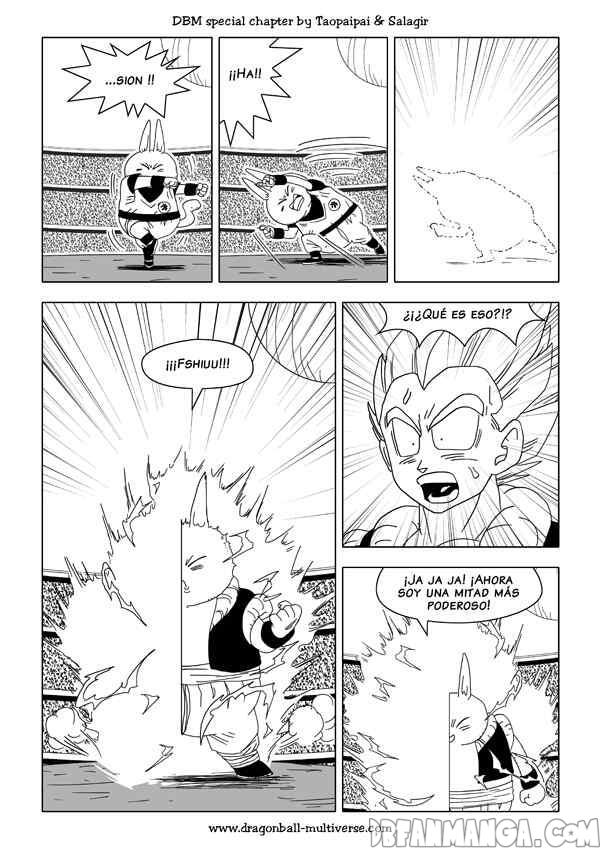 DBM special chapter by Taopaipai & Salagir
...sion !!
¡¡Ha!!
¡¡¡Fshiuu!!!
¿¡¿Qué es eso?!?
¡Ja ja ja! ¡Ahora
soy una mitad más
poderoso!
www.dragonball-multiverse.com
DBFANMANGA.COM